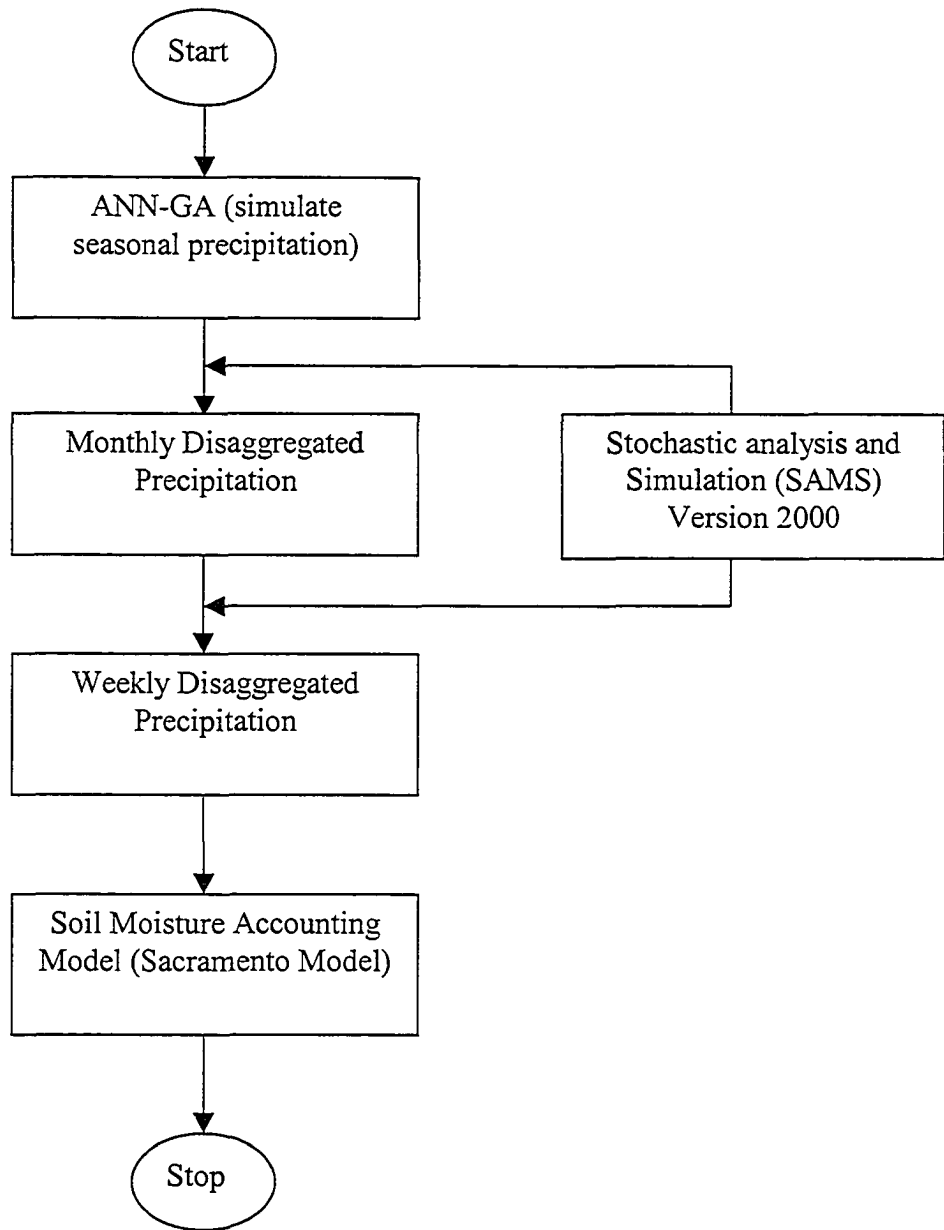 Start
ANN-GA (simulate
seasonal precipitation)
Monthly Disaggregated
Precipitation
Stochastic analysis and
Simulation (SAMS)
Version 2000
Weekly Disaggregated
Precipitation
Soil Moisture Accounting
Model (Sacramento Model)
Stop